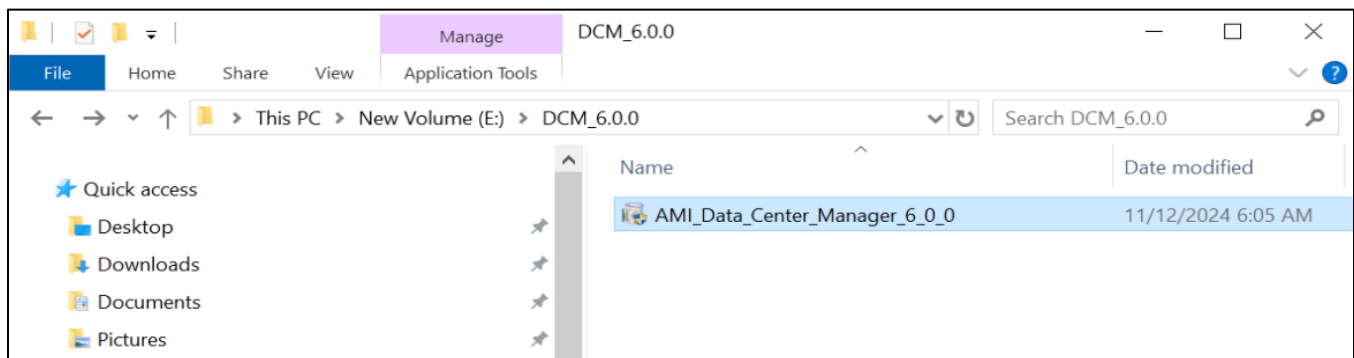 Manage DCM_6.0.0
File Home Share View Application Tools
This PC > New Volume (E:) > DCM_6.0.0 Search DCM_6.0.0
Name Date modified
Quick access
AMI_Data_Center_Manager_6_0_0 11/12/2024 6:05 AM
Desktop
Downloads
Documents
Pictures